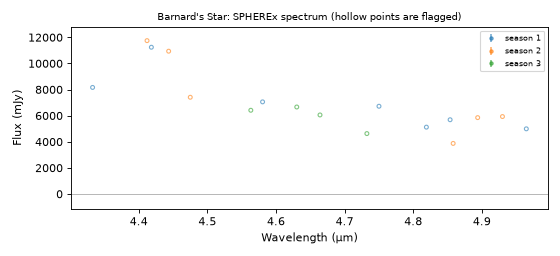 Barnard's Star: SPHEREx spectrum (hollow points are flagged)
12000
10000
8000
6000
4000
2000
0
Flux (mJy)
season 1
season 2
season 3
4.4 4.5 4.6 4.7 4.8 4.9
Wavelength (µm)